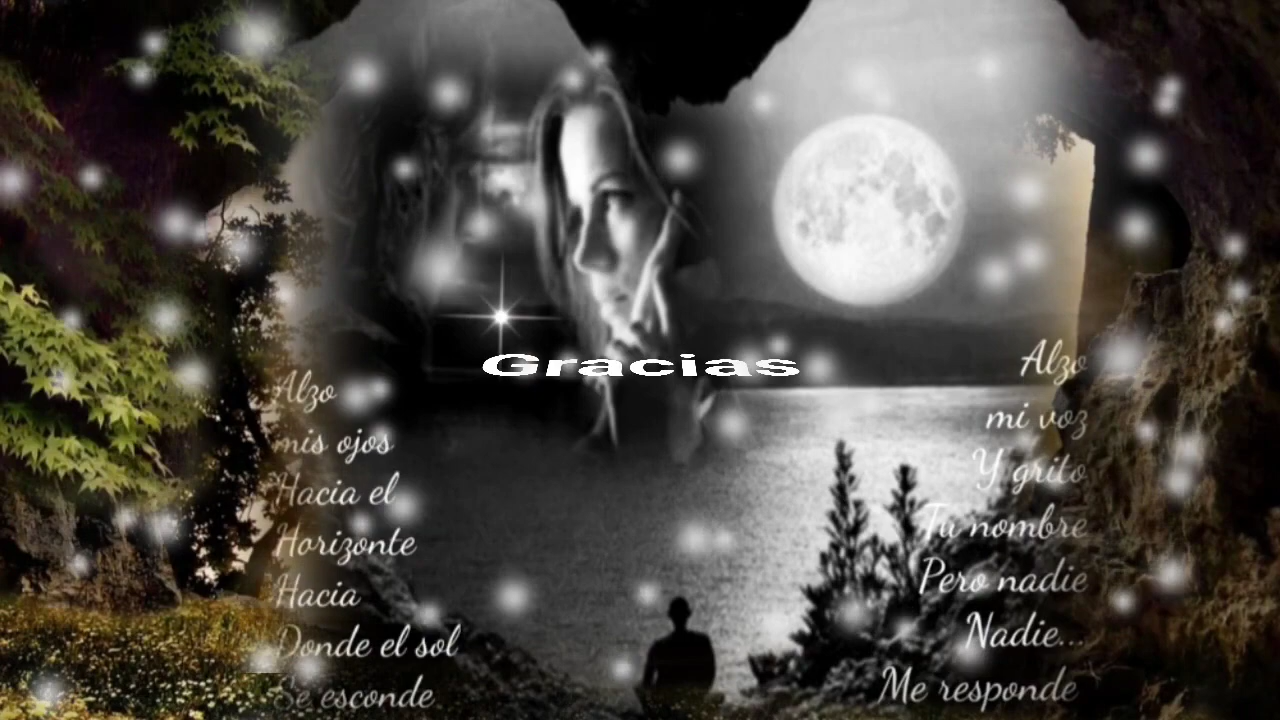 Gracias
Alzo
mis ojos
Hacia el
Horizonte
Hacia
Donde el sol
Se esconde
Alzo
mi voz
Y grito
Tu nombre
Pero nadie
Nadie...
Me responde